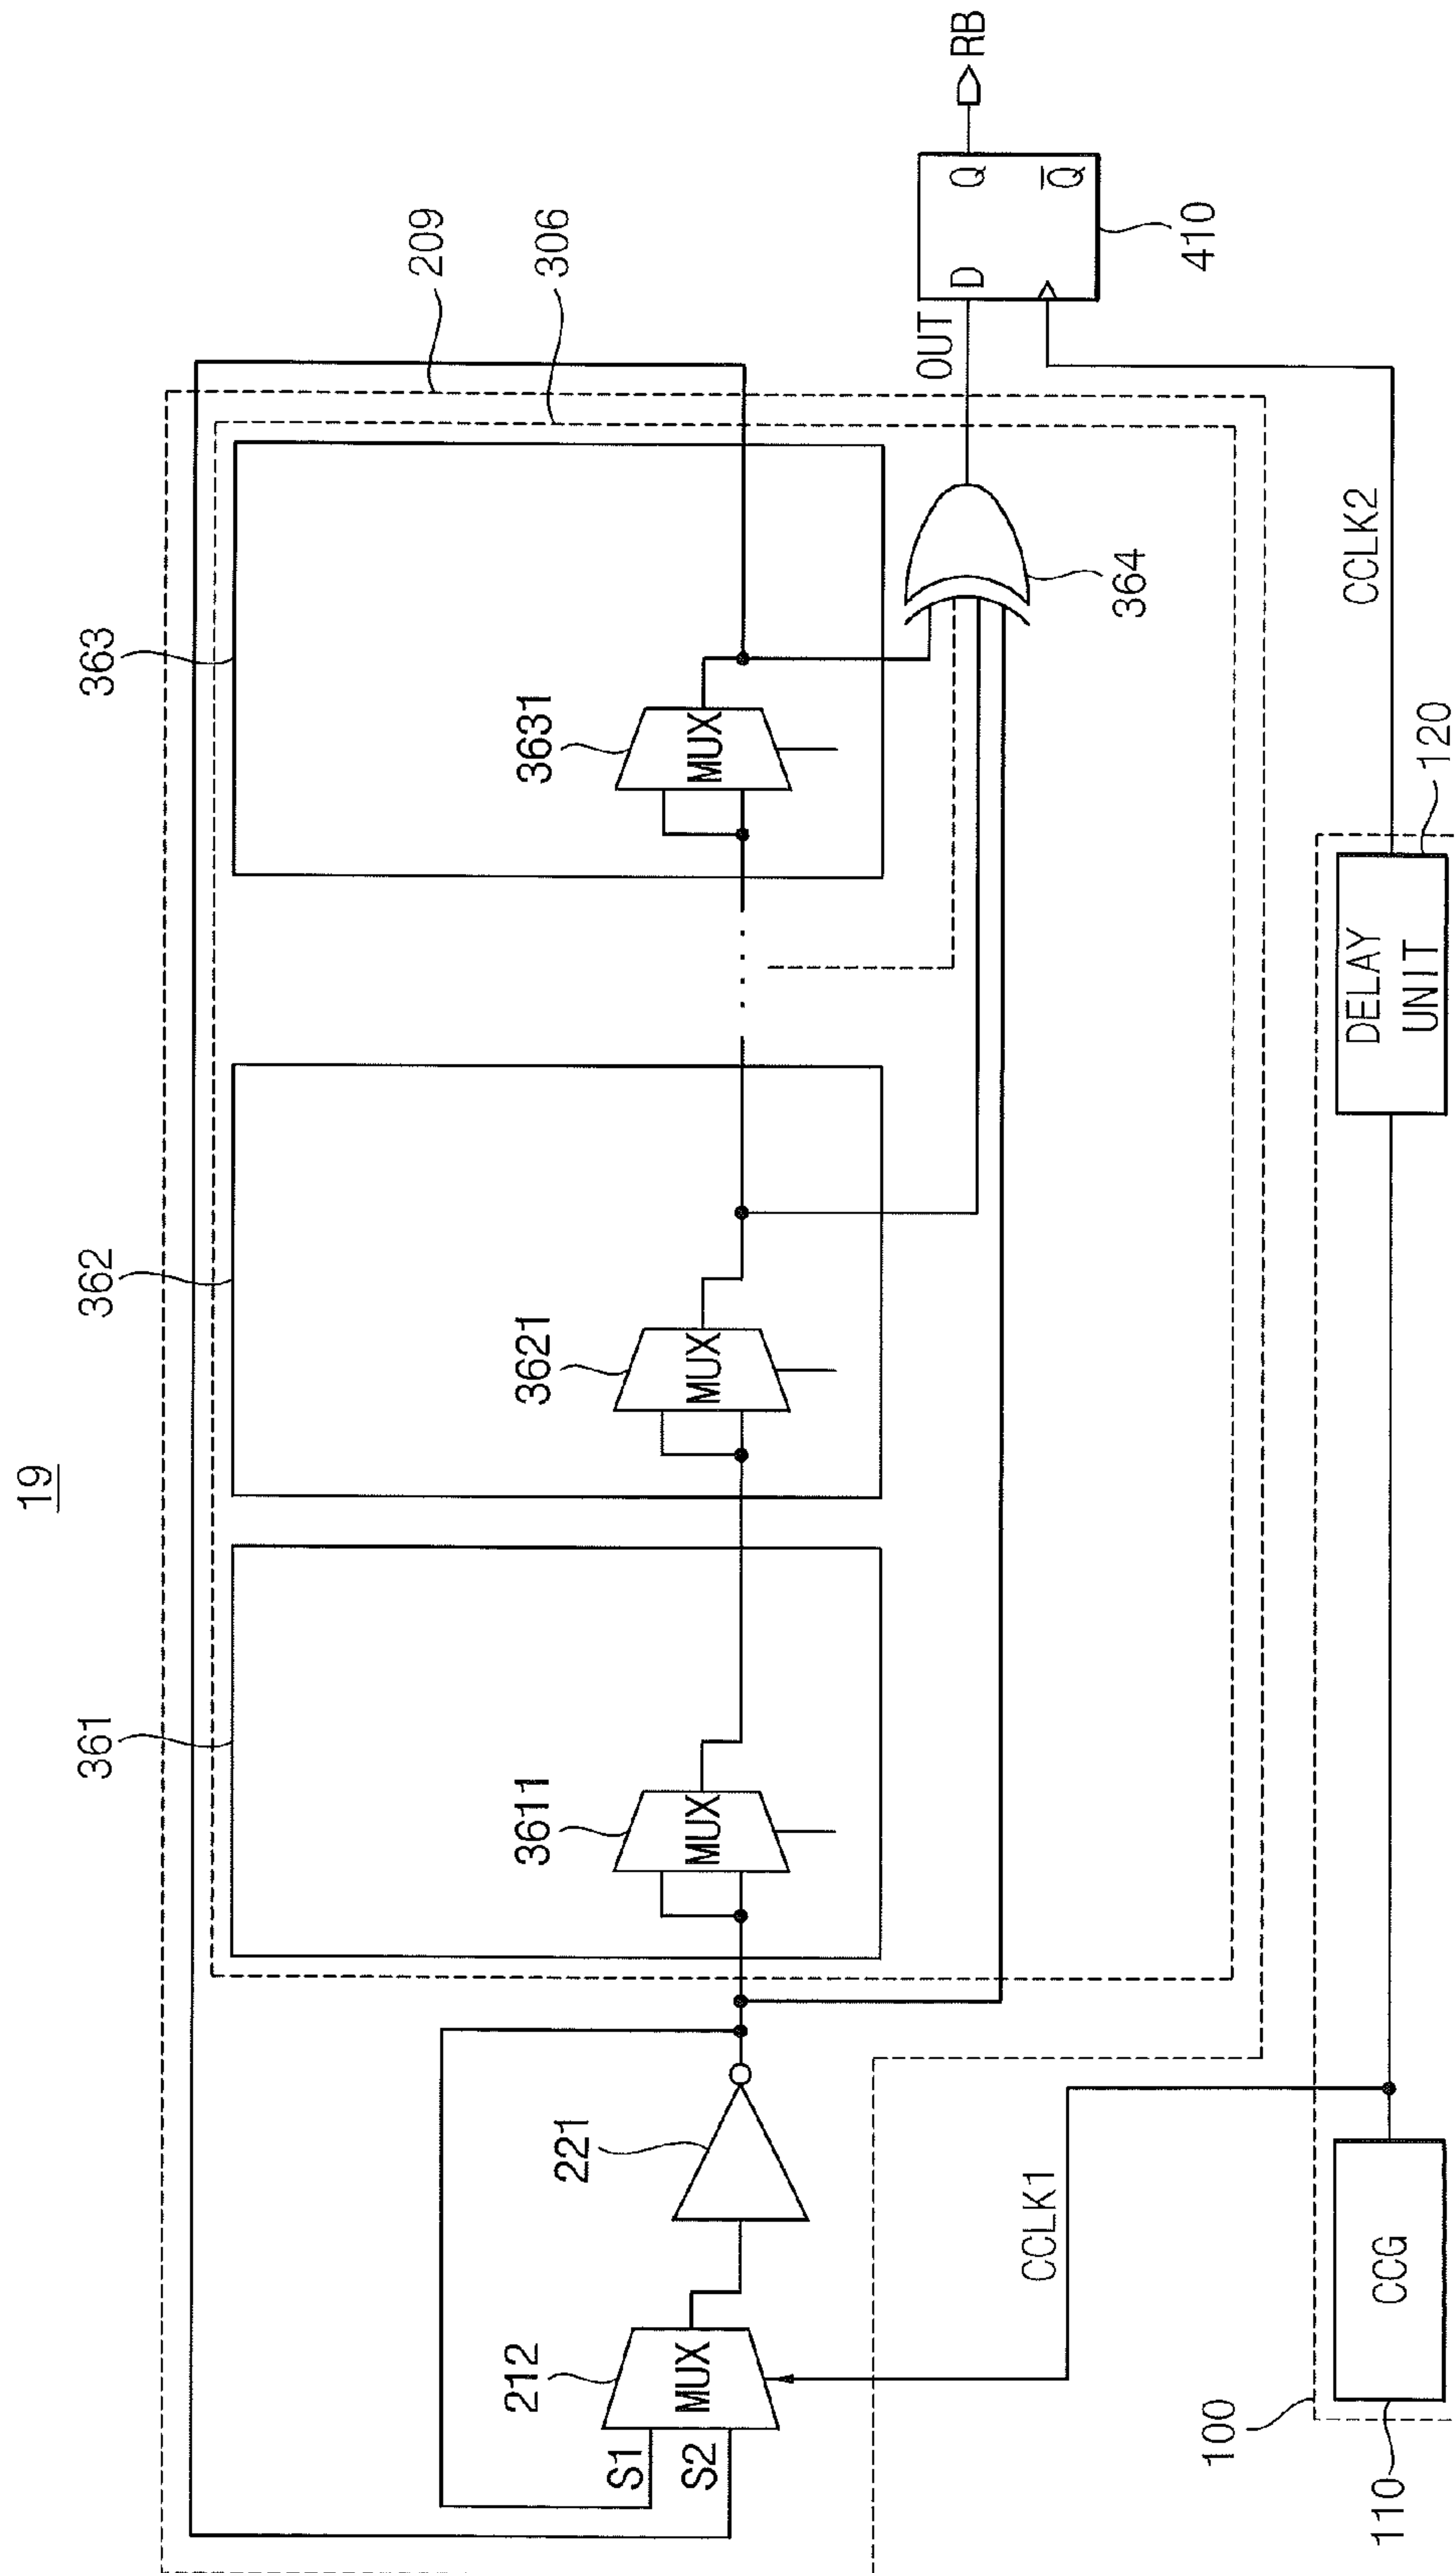 19
361
362
363
209
306
3611
MUX
3621
MUX
3631
MUX
212
MUX
S1
S2
221
364
OUT
D
Q
Q̅
RB
410
CCLK1
CCLK2
100
110
CCG
DELAY
UNIT
120